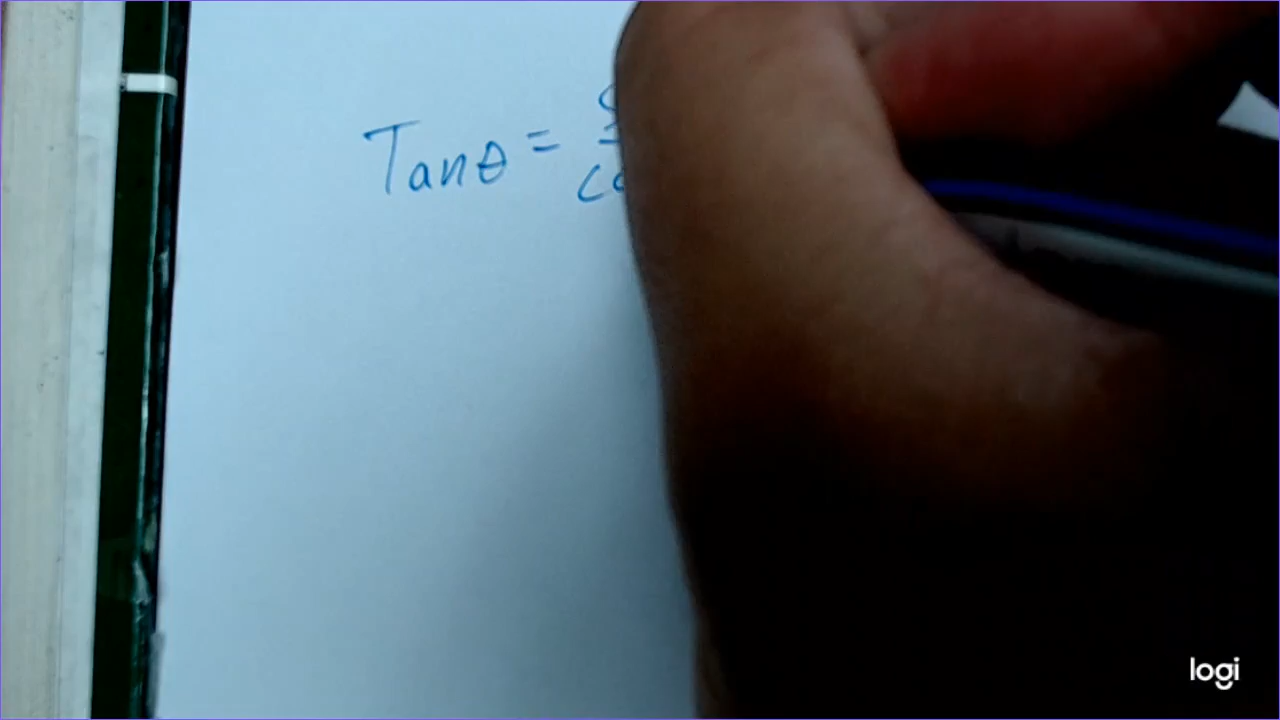 Tanθ =
logi